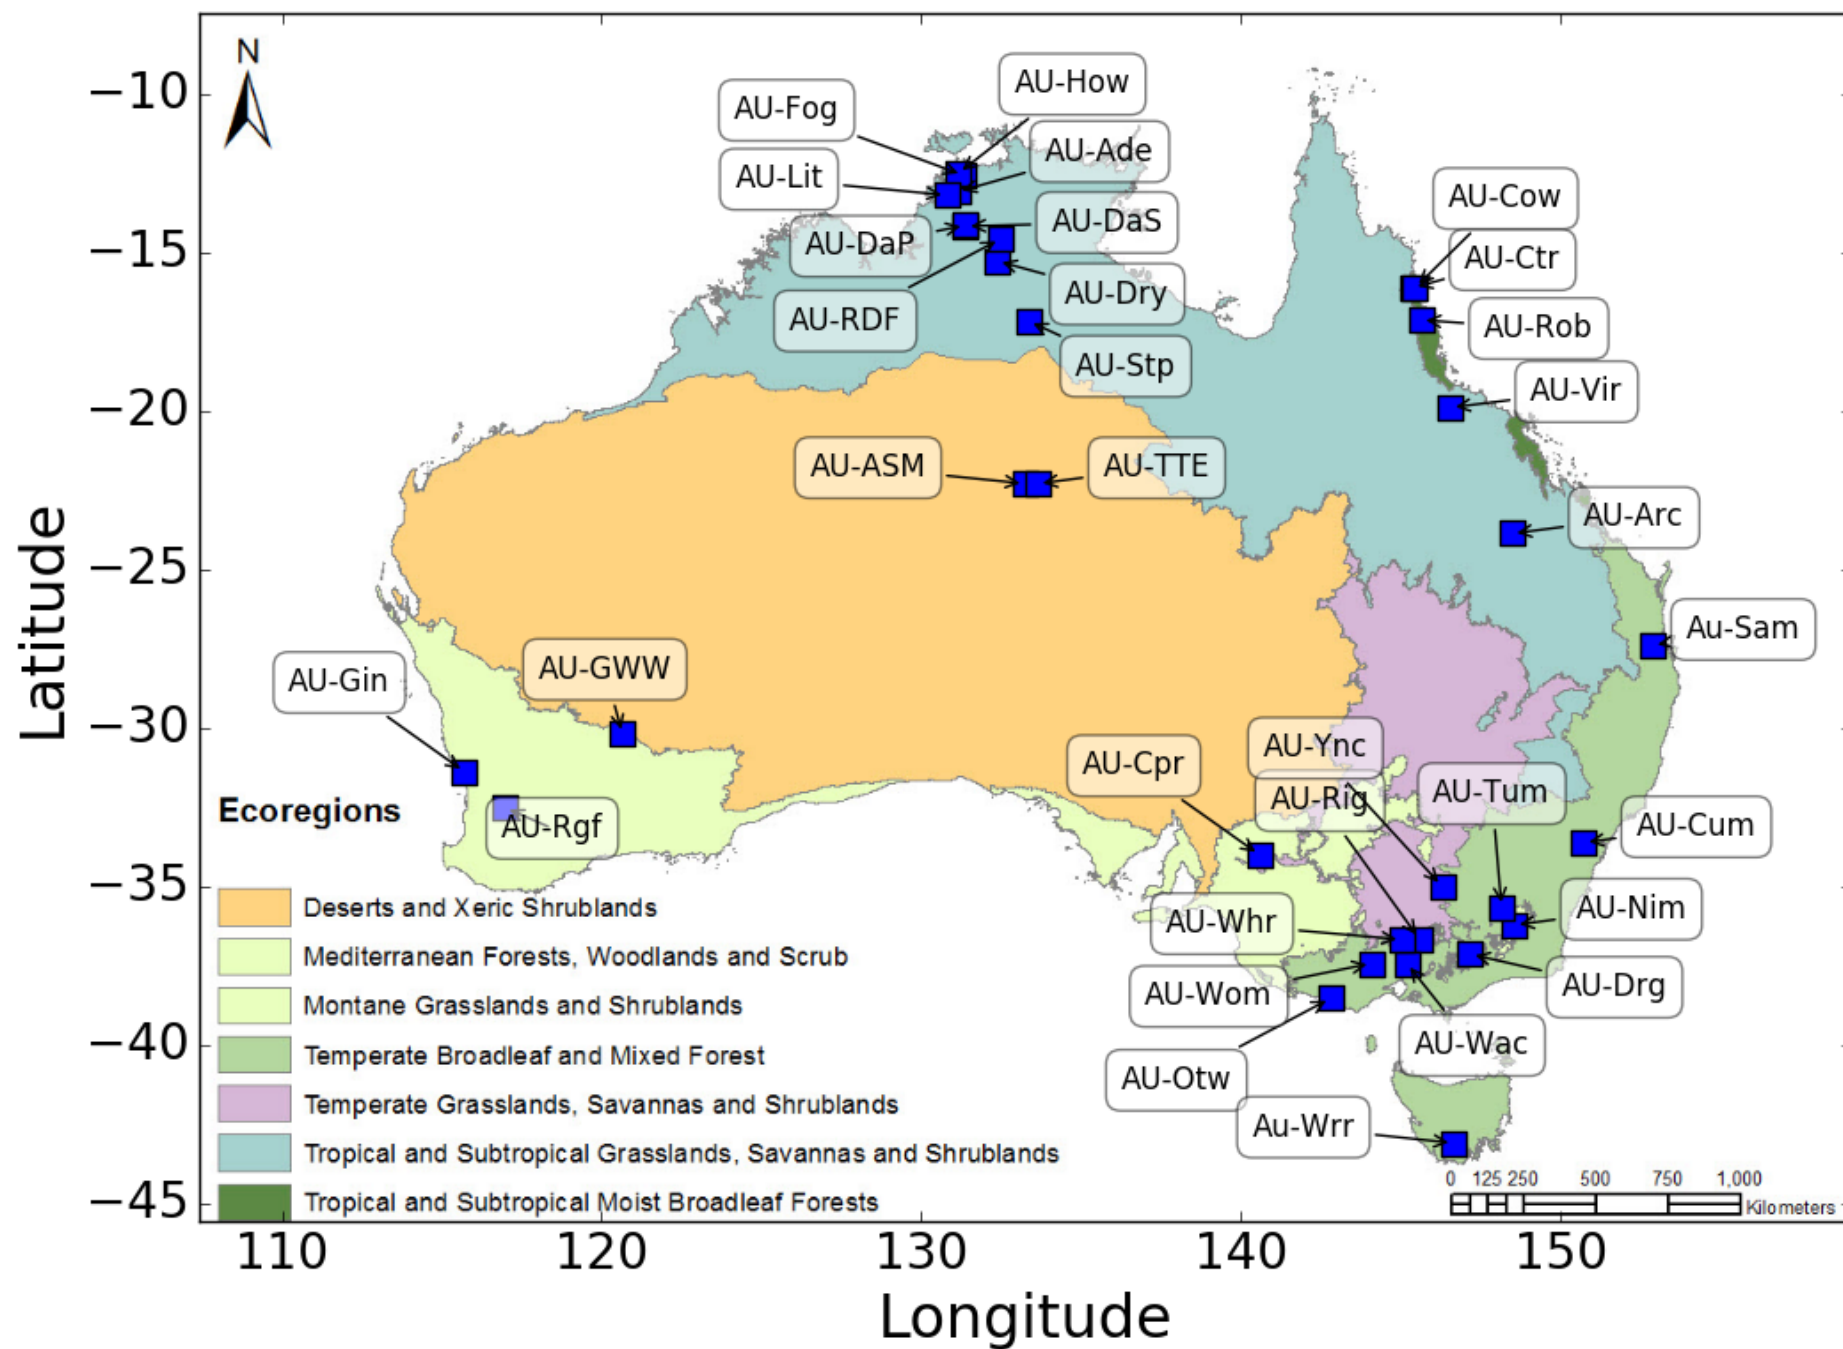 N
AU-How
AU-Fog
AU-Ade
AU-Lit
AU-DaS
AU-DaP
AU-Cow
AU-Ctr
AU-Dry
AU-RDF
AU-Rob
AU-Stp
AU-Vir
AU-ASM
AU-TTE
AU-Arc
Au-Sam
AU-GWW
AU-Gin
AU-Ync
AU-Cpr
AU-Rig
AU-Tum
AU-Cum
AU-Rgf
AU-Nim
AU-Whr
AU-Drg
AU-Wom
AU-Wac
AU-Otw
Au-Wrr
Ecoregions
Deserts and Xeric Shrublands
Mediterranean Forests, Woodlands and Scrub
Montane Grasslands and Shrublands
Temperate Broadleaf and Mixed Forest
Temperate Grasslands, Savannas and Shrublands
Tropical and Subtropical Grasslands, Savannas and Shrublands
Tropical and Subtropical Moist Broadleaf Forests
0 125 250 500 750 1,000
Kilometers
Latitude
−10
−15
−20
−25
−30
−35
−40
−45
110 120 130 140 150
Longitude